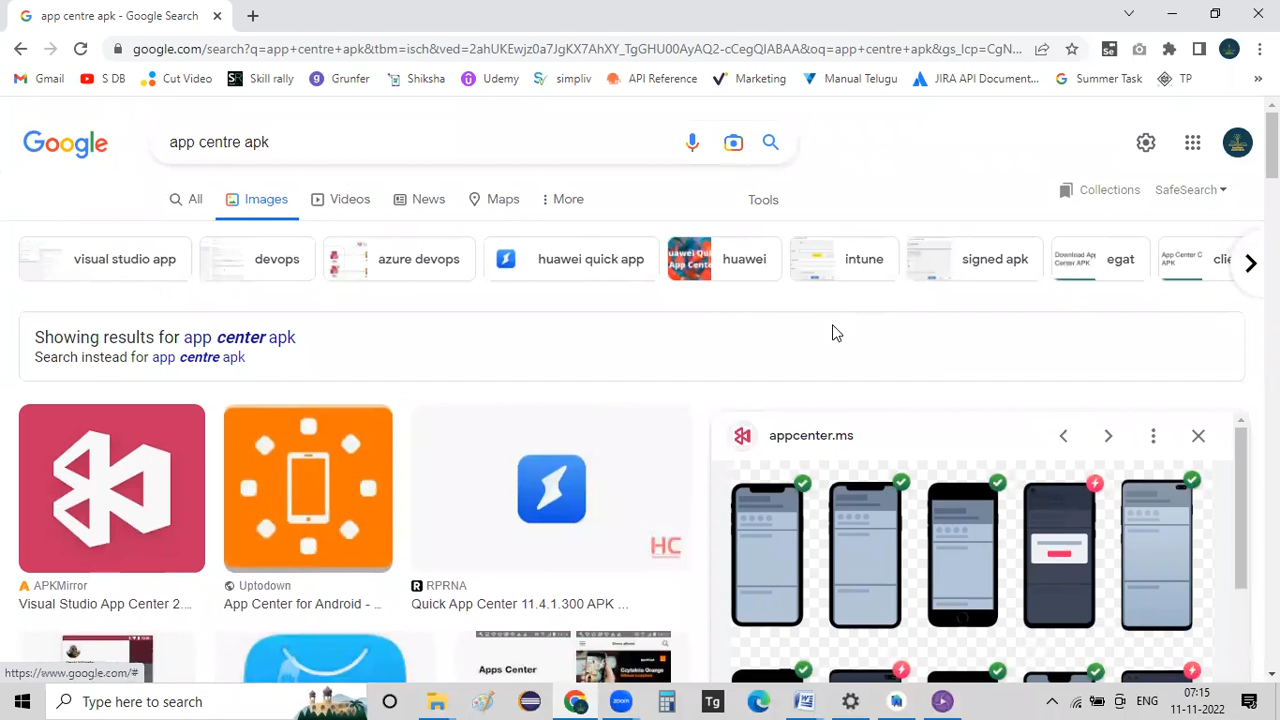 app centre apk - Google Search
google.com/search?q=app+centre+apk&tbm=isch&ved=2ahUKEwjz0a7JgKX7AhXY_TgGHU00AyAQ2-cCegQIABAA&oq=app+centre+apk&gs_lcp=CgN...
Gmail
S DB
Cut Video
Skill rally
Grunfer
Shiksha
Udemy
simpliv
API Reference
Marketing
Manual Telugu
JIRA API Document...
Summer Task
TP
Google
app centre apk
All
Images
Videos
News
Maps
More
Tools
Collections
SafeSearch
visual studio app
devops
azure devops
huawei quick app
huawei
intune
signed apk
egat
clie
Showing results for app center apk
Search instead for app centre apk
appcenter.ms
HC
APKMirror
Visual Studio App Center 2....
Uptodown
App Center for Android - ...
RPRNA
Quick App Center 11.4.1.300 APK ...
Apps Center
https://www.google.com/#
Type here to search
zoom
Tg
ENG
07:15
11-11-2022